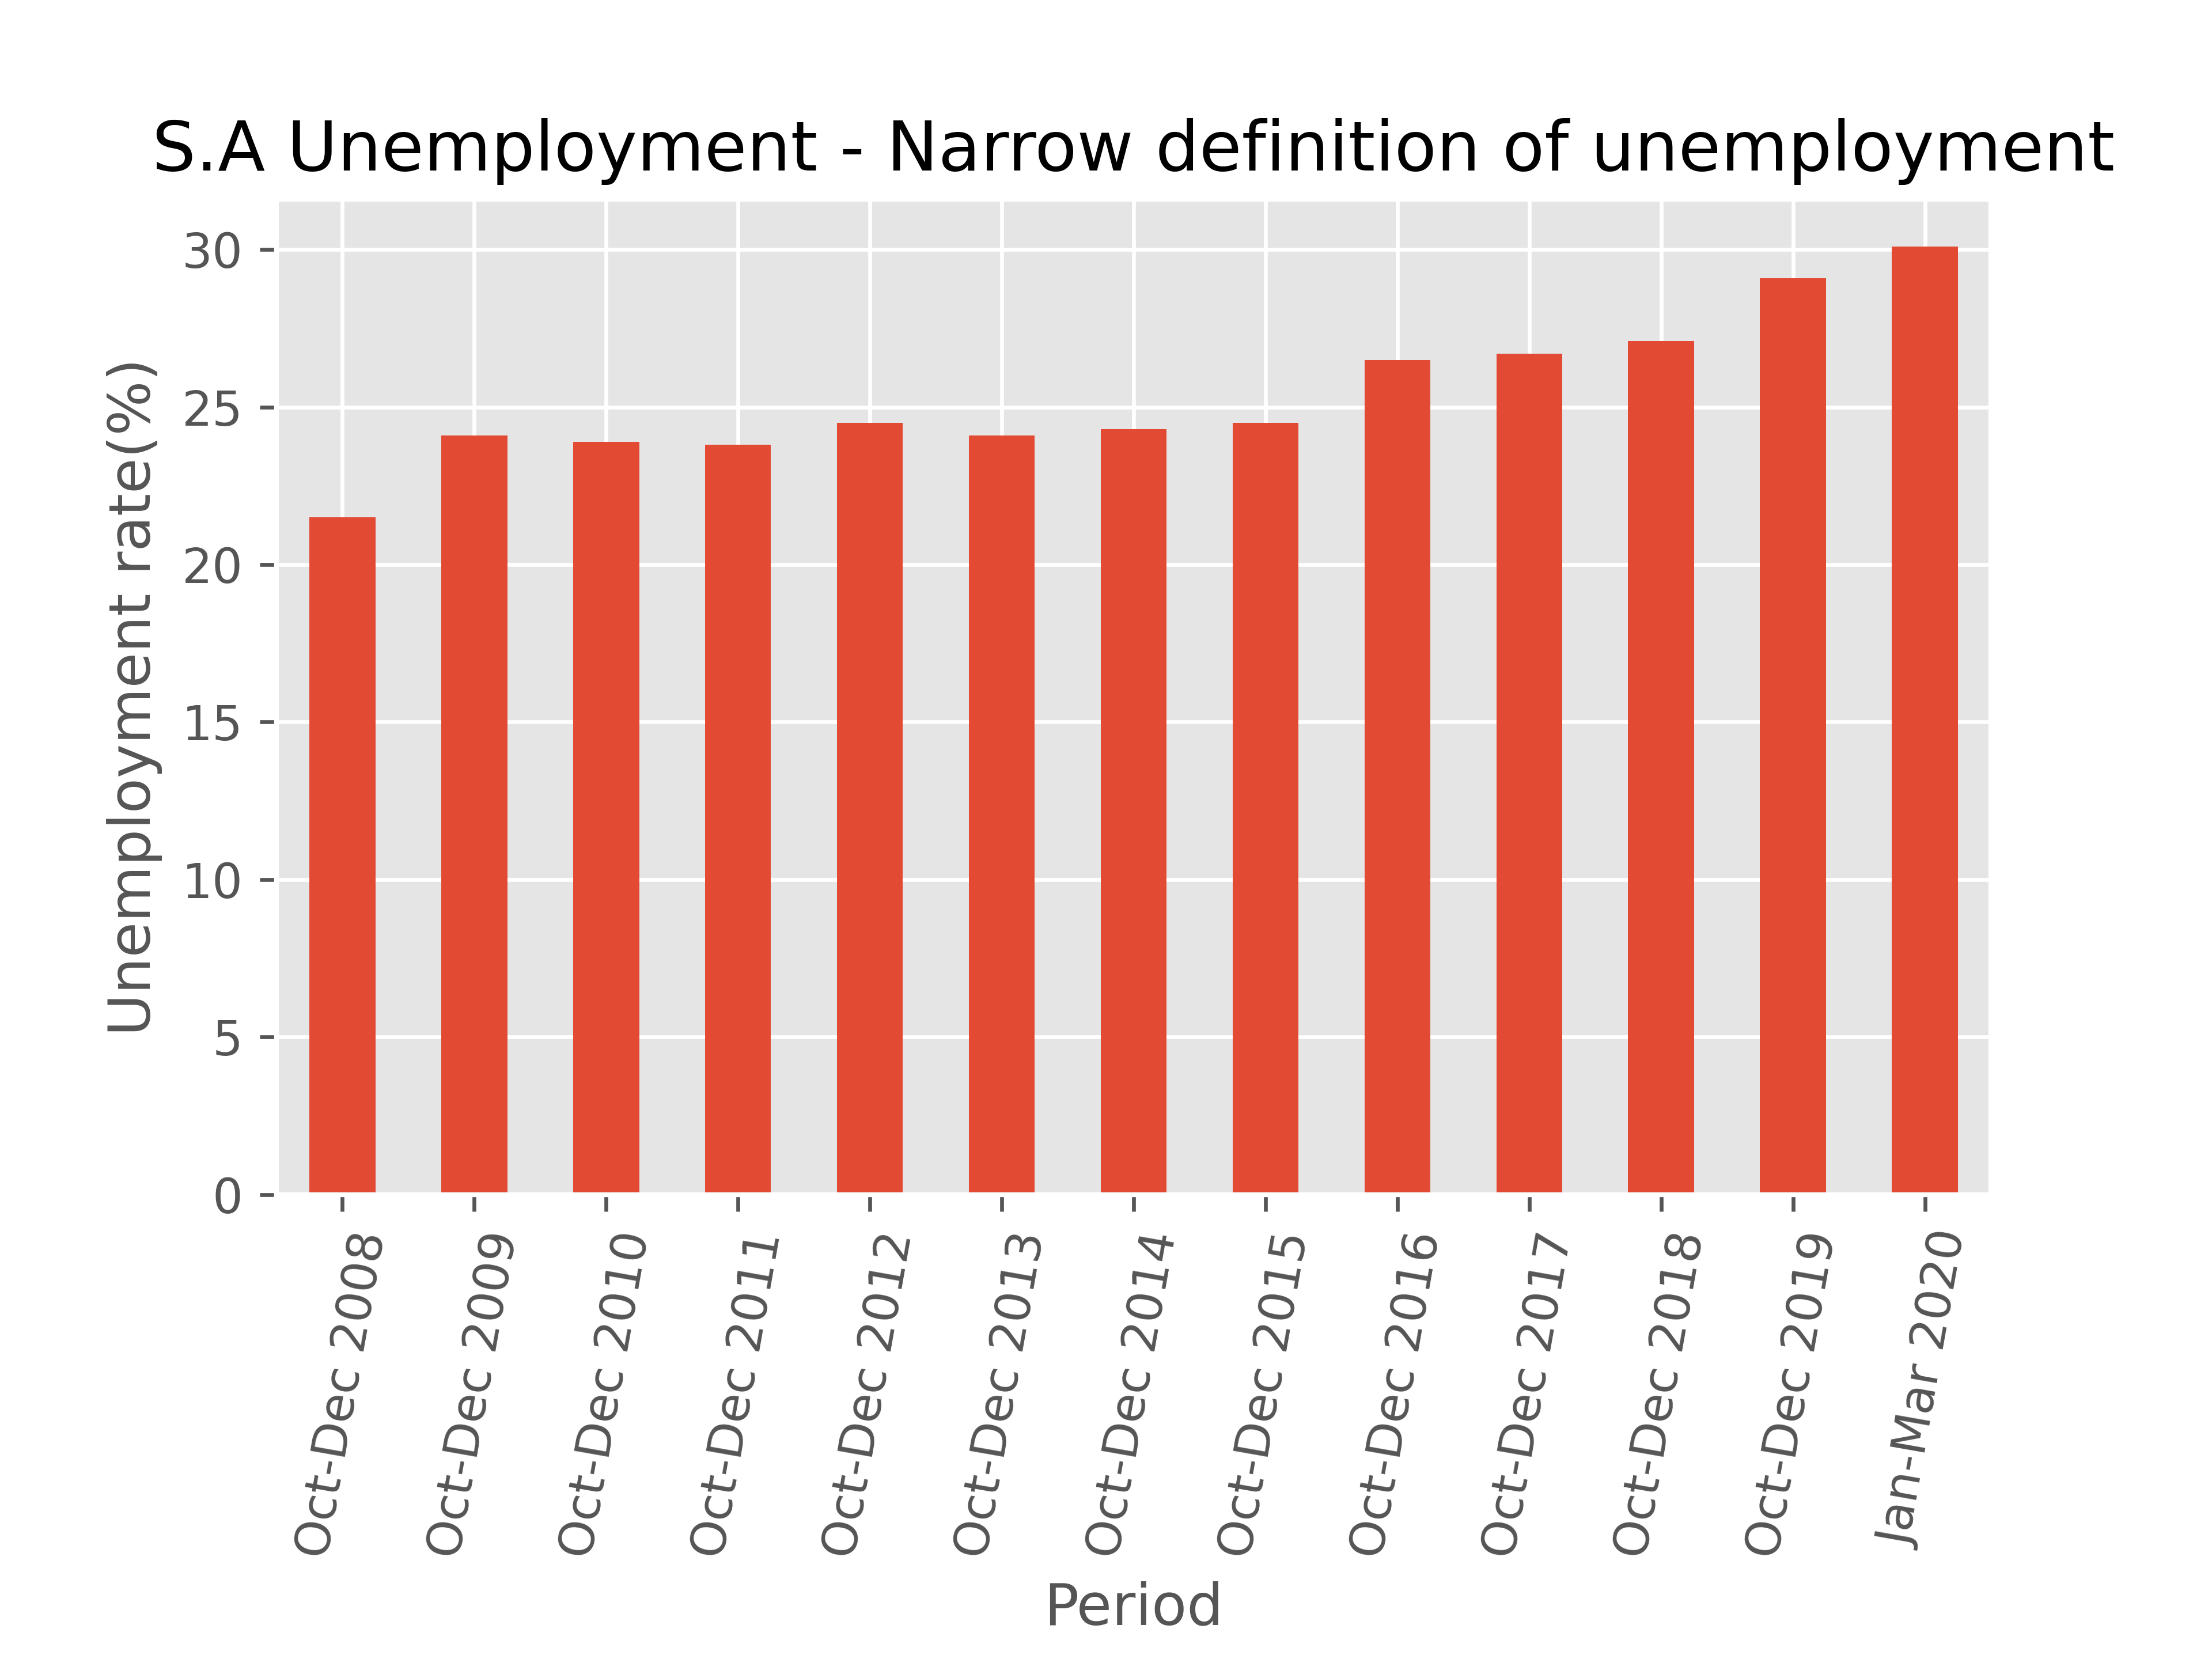 S.A Unemployment - Narrow definition of unemployment
Unemployment rate(%)
30
25
20
15
10
5
0
Oct-Dec 2008
Oct-Dec 2009
Oct-Dec 2010
Oct-Dec 2011
Oct-Dec 2012
Oct-Dec 2013
Oct-Dec 2014
Oct-Dec 2015
Oct-Dec 2016
Oct-Dec 2017
Oct-Dec 2018
Oct-Dec 2019
Jan-Mar 2020
Period